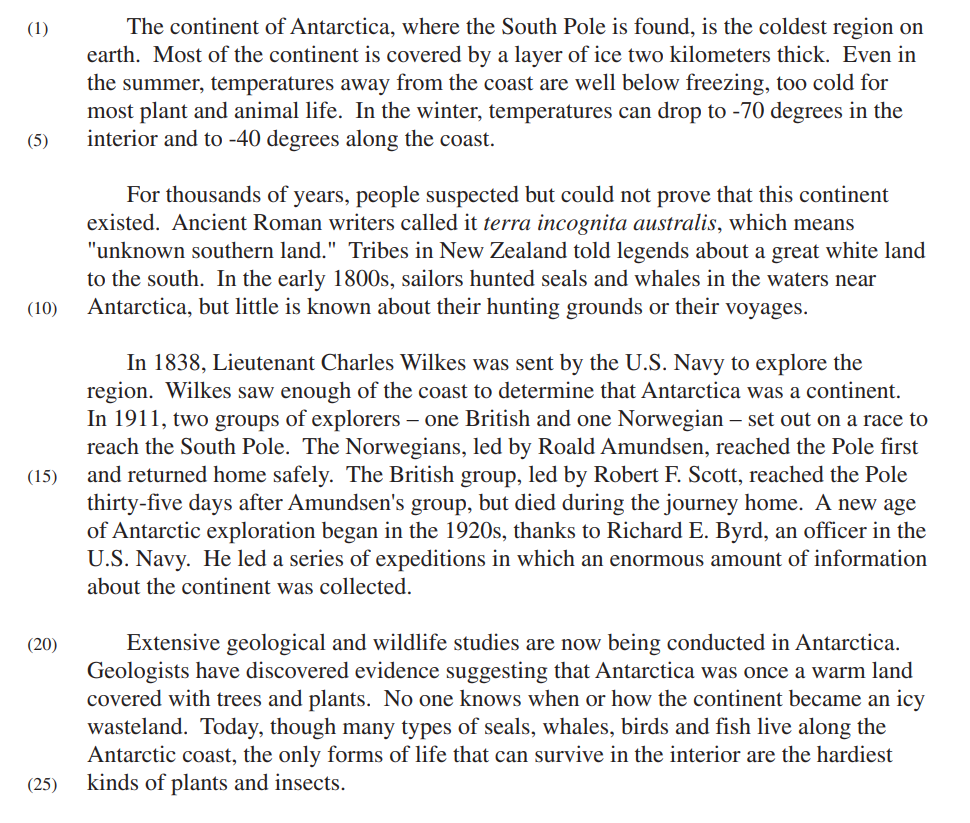 (1) The continent of Antarctica, where the South Pole is found, is the coldest region on
earth. Most of the continent is covered by a layer of ice two kilometers thick. Even in
the summer, temperatures away from the coast are well below freezing, too cold for
most plant and animal life. In the winter, temperatures can drop to -70 degrees in the
(5) interior and to -40 degrees along the coast.
For thousands of years, people suspected but could not prove that this continent
existed. Ancient Roman writers called it terra incognita australis, which means
"unknown southern land." Tribes in New Zealand told legends about a great white land
to the south. In the early 1800s, sailors hunted seals and whales in the waters near
(10) Antarctica, but little is known about their hunting grounds or their voyages.
In 1838, Lieutenant Charles Wilkes was sent by the U.S. Navy to explore the
region. Wilkes saw enough of the coast to determine that Antarctica was a continent.
In 1911, two groups of explorers – one British and one Norwegian – set out on a race to
reach the South Pole. The Norwegians, led by Roald Amundsen, reached the Pole first
(15) and returned home safely. The British group, led by Robert F. Scott, reached the Pole
thirty-five days after Amundsen's group, but died during the journey home. A new age
of Antarctic exploration began in the 1920s, thanks to Richard E. Byrd, an officer in the
U.S. Navy. He led a series of expeditions in which an enormous amount of information
about the continent was collected.
(20) Extensive geological and wildlife studies are now being conducted in Antarctica.
Geologists have discovered evidence suggesting that Antarctica was once a warm land
covered with trees and plants. No one knows when or how the continent became an icy
wasteland. Today, though many types of seals, whales, birds and fish live along the
Antarctic coast, the only forms of life that can survive in the interior are the hardiest
(25) kinds of plants and insects.